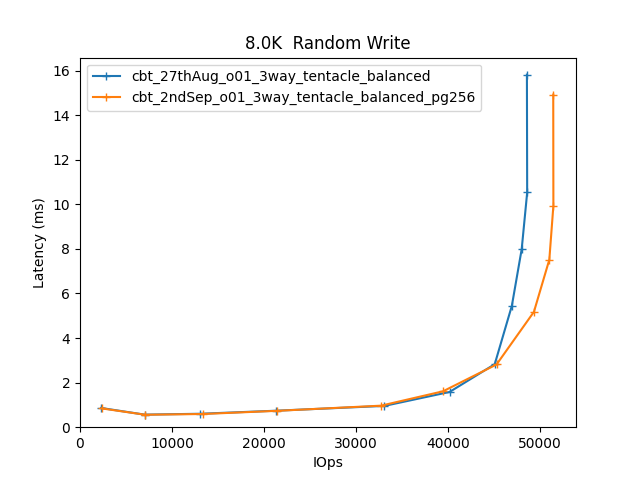 8.0K  Random Write
cbt_27thAug_o01_3way_tentacle_balanced
cbt_2ndSep_o01_3way_tentacle_balanced_pg256
16
14
12
10
8
6
4
2
0
Latency (ms)
0 10000 20000 30000 40000 50000
IOps